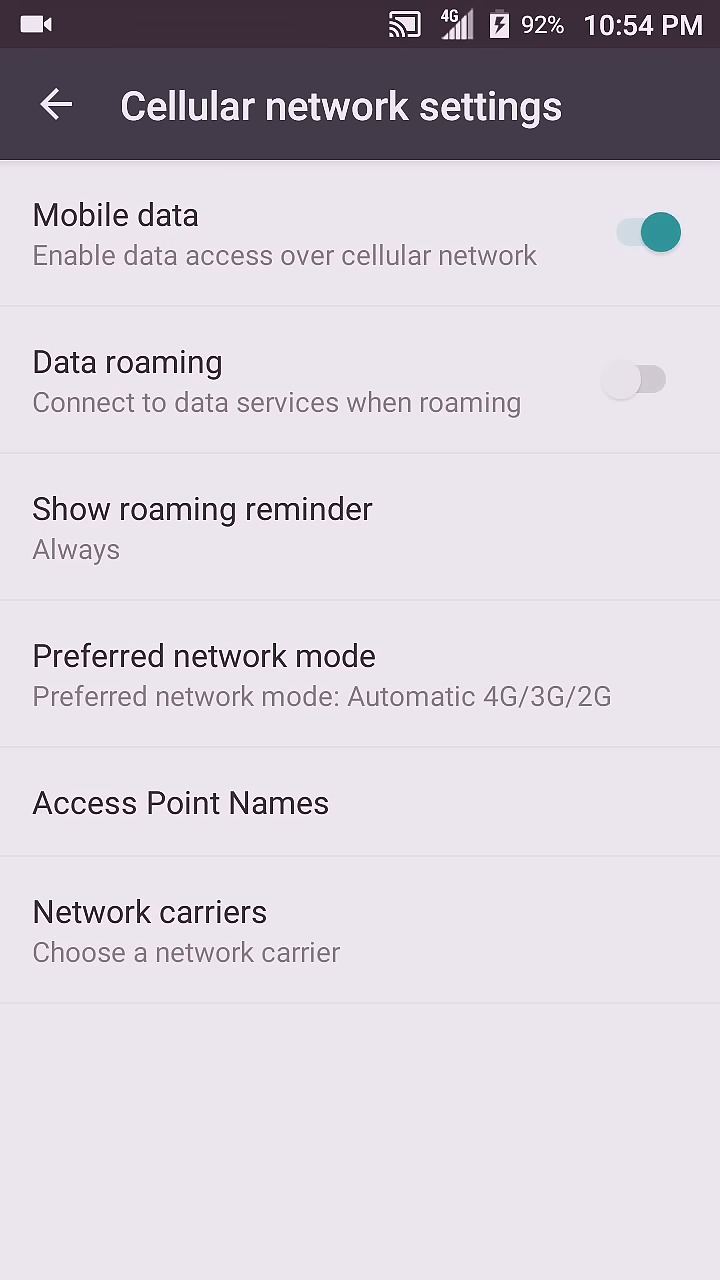 4G 92% 10:54 PM
Cellular network settings
Mobile data
Enable data access over cellular network
Data roaming
Connect to data services when roaming
Show roaming reminder
Always
Preferred network mode
Preferred network mode: Automatic 4G/3G/2G
Access Point Names
Network carriers
Choose a network carrier